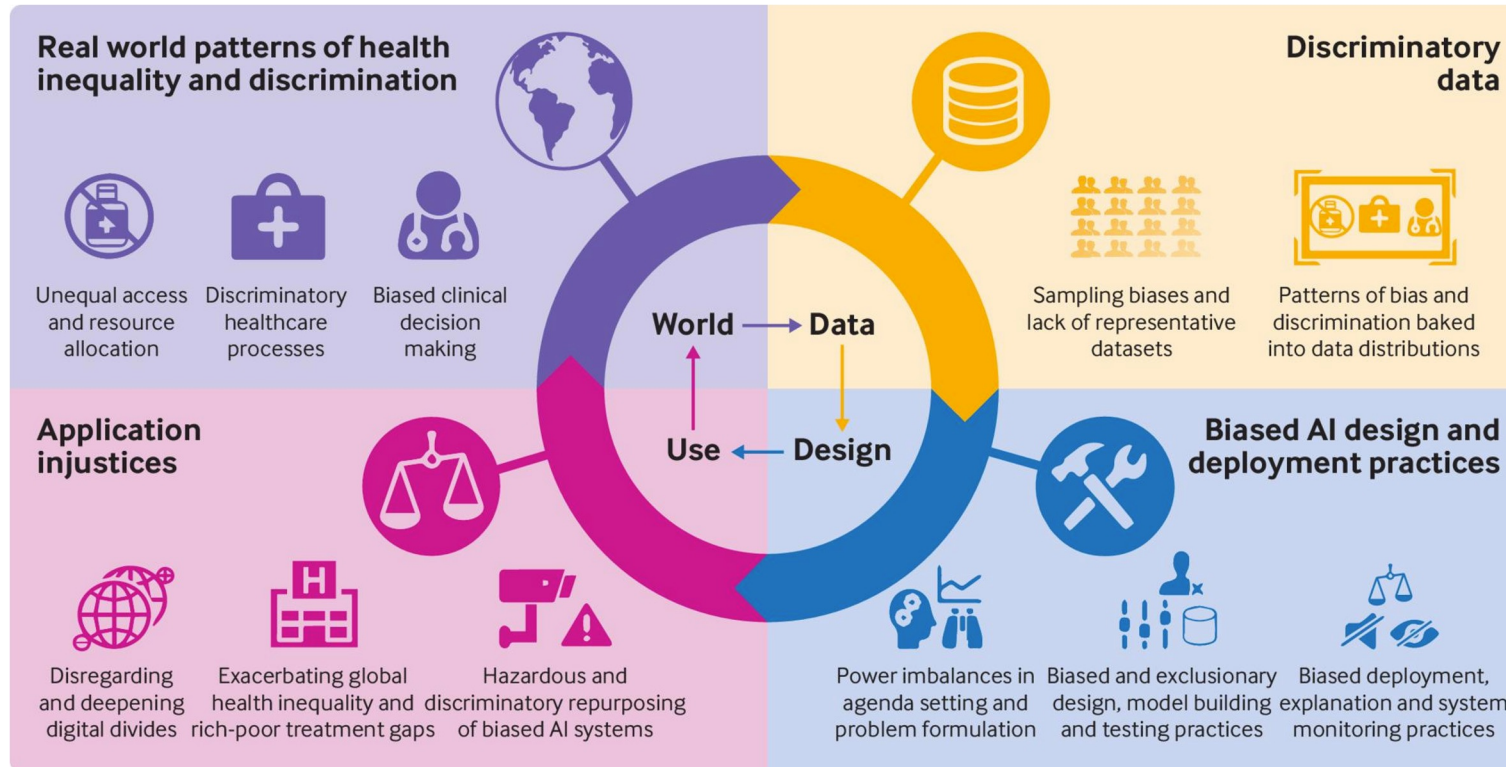 Real world patterns of health
inequality and discrimination
Unequal access
and resource
allocation
Discriminatory
healthcare
processes
Biased clinical
decision
making
Discriminatory
data
Sampling biases and
lack of representative
datasets
Patterns of bias and
discrimination baked
into data distributions
World
Data
Use
Design
Application
injustices
H
Disregarding
and deepening
digital divides
Exacerbating global
health inequality and
rich-poor treatment gaps
Hazardous and
discriminatory repurposing
of biased AI systems
Biased AI design and
deployment practices
Power imbalances in
agenda setting and
problem formulation
Biased and exclusionary
design, model building
and testing practices
Biased deployment,
explanation and system
monitoring practices